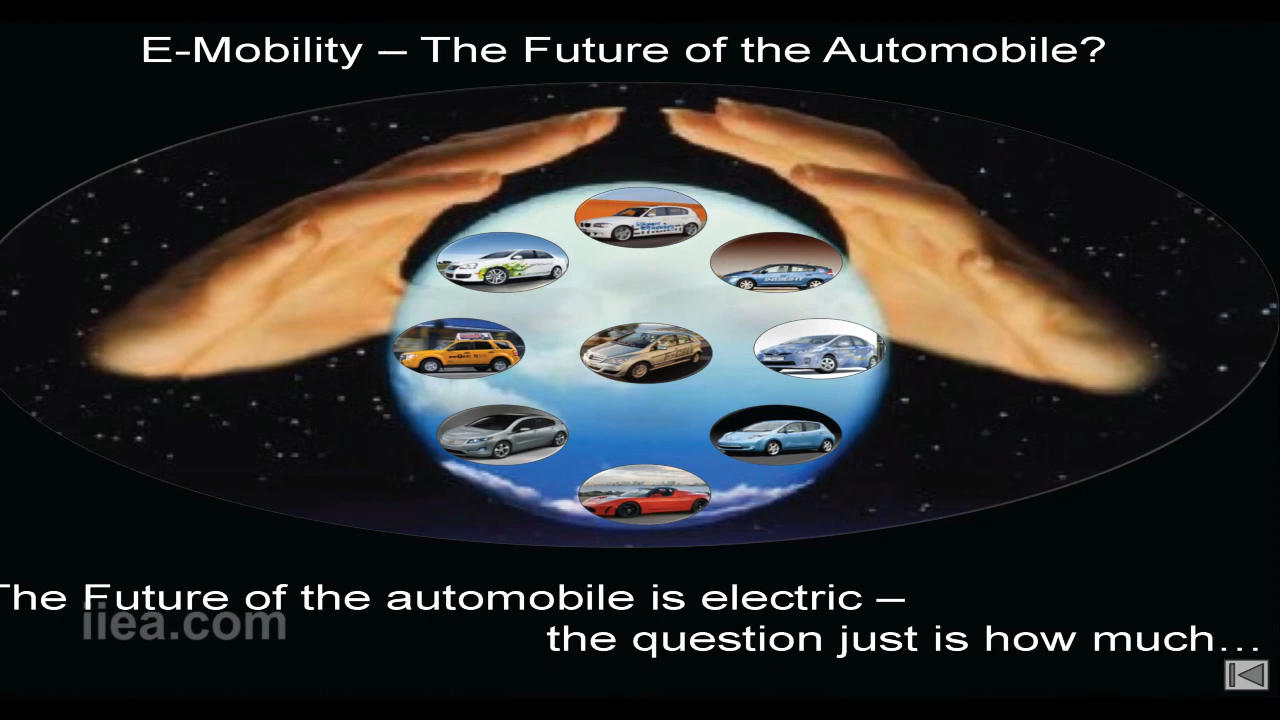 E-Mobility – The Future of the Automobile?
The Future of the automobile is electric –
iiea.com
the question just is how much...